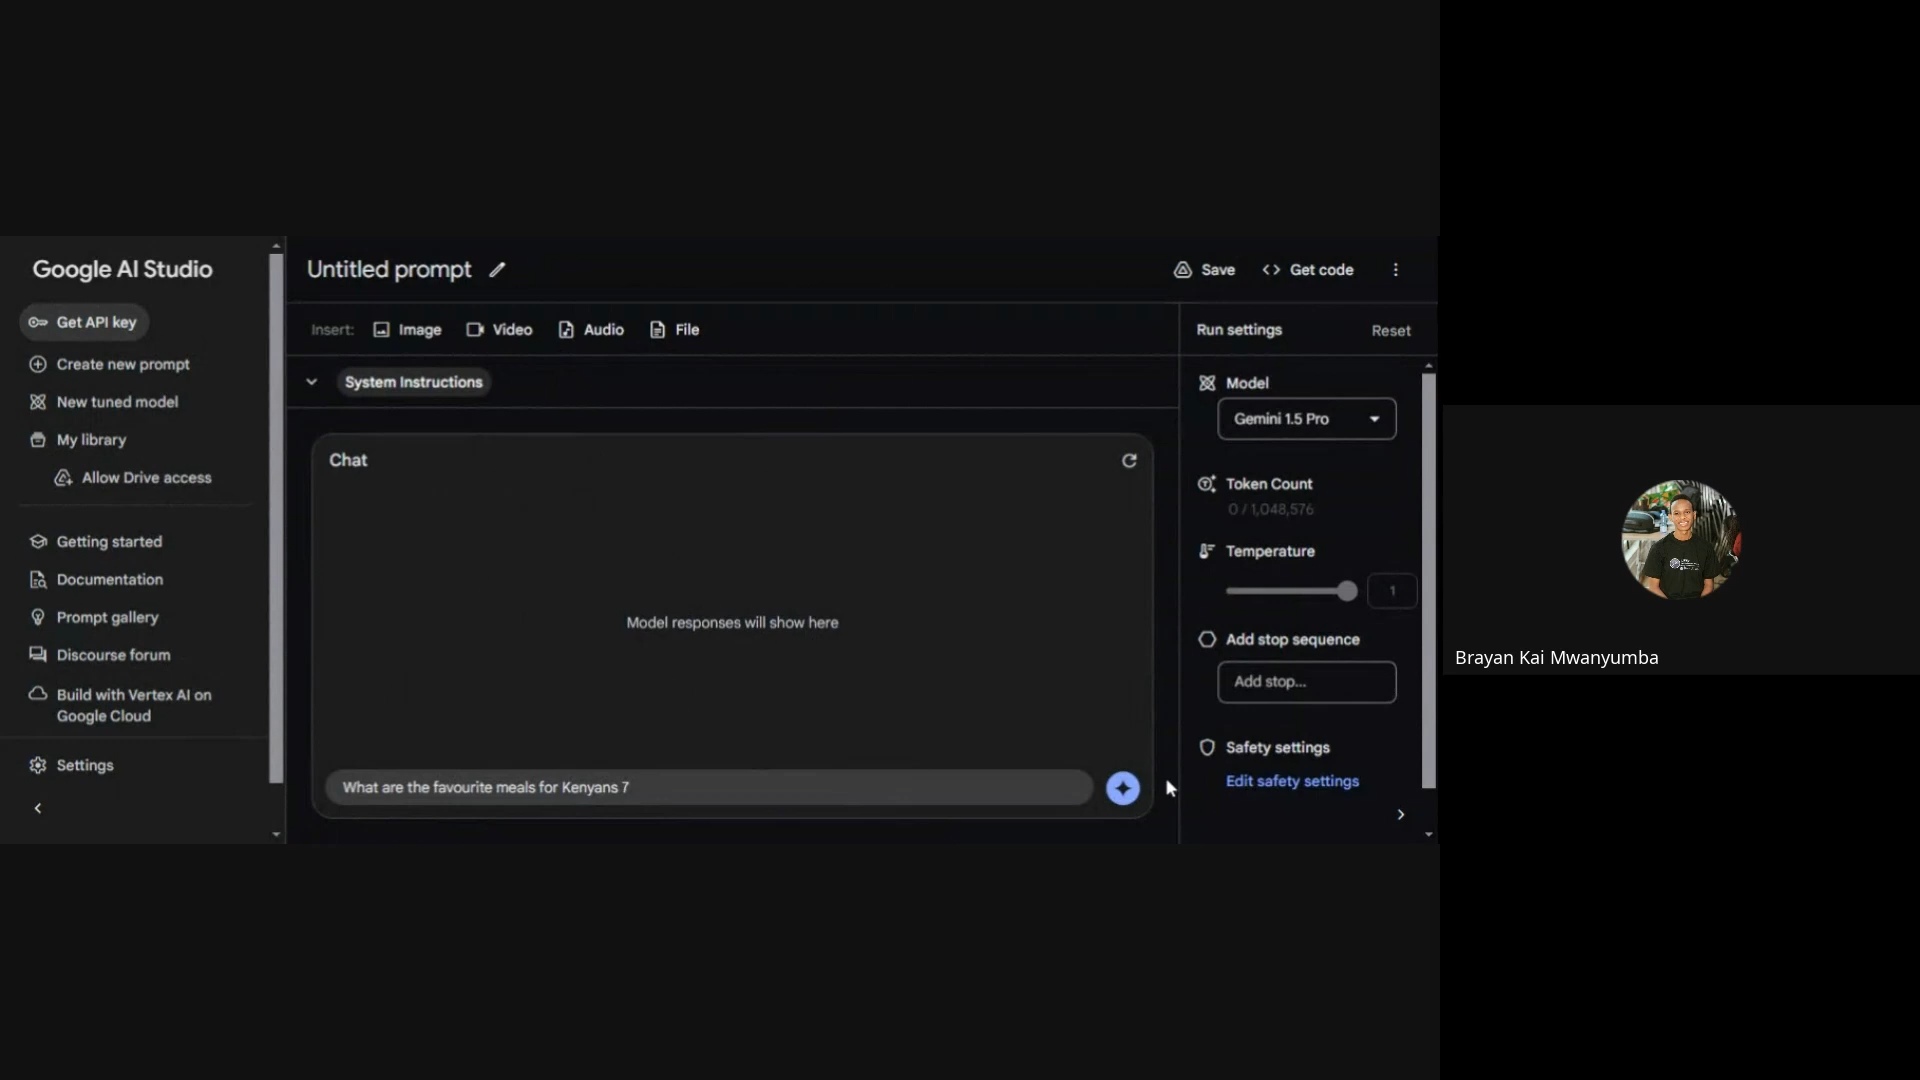 Google AI Studio
Get API key
Create new prompt
New tuned model
My library
Allow Drive access
Getting started
Documentation
Prompt gallery
Discourse forum
Build with Vertex AI on
Google Cloud
Settings
Untitled prompt
Save
Get code
Insert:
Image
Video
Audio
File
System Instructions
Chat
Model responses will show here
What are the favourite meals for Kenyans 7
Run settings
Reset
Model
Gemini 1.5 Pro
Token Count
0 / 1,048,576
Temperature
1
Add stop sequence
Add stop...
Safety settings
Edit safety settings
Brayan Kai Mwanyumba